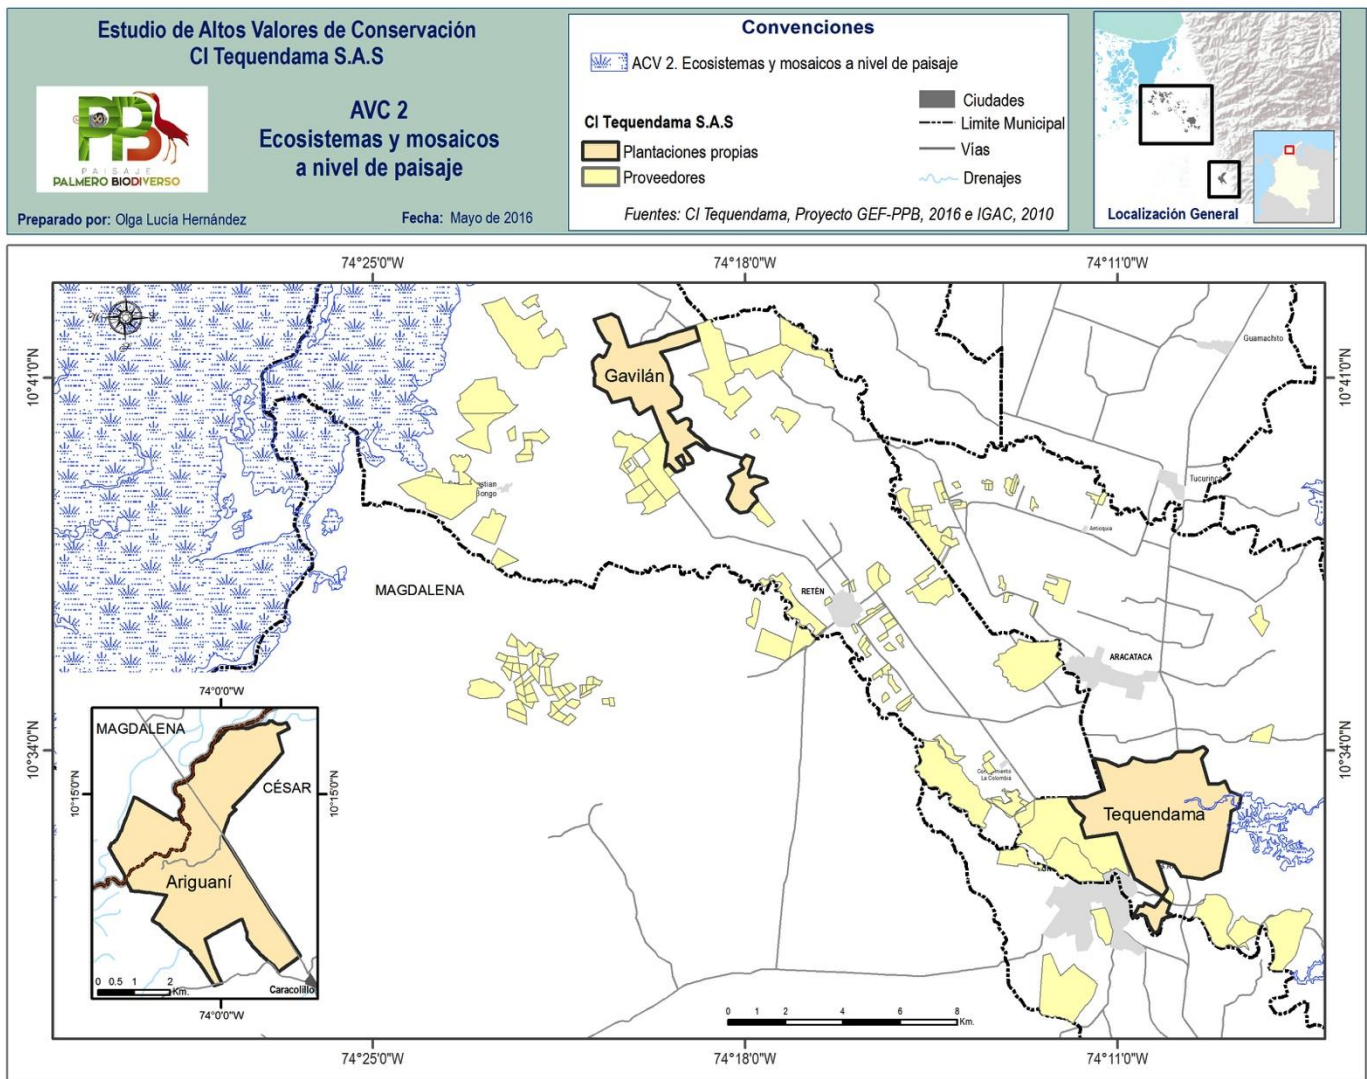 Estudio de Altos Valores de Conservación
CI Tequendama S.A.S
PPB
PAISAJE
PALMERO BIODIVERSO
AVC 2
Ecosistemas y mosaicos
a nivel de paisaje
Preparado por: Olga Lucía Hernández
Fecha: Mayo de 2016
Convenciones
ACV 2. Ecosistemas y mosaicos a nivel de paisaje
CI Tequendama S.A.S
Plantaciones propias
Proveedores
Ciudades
Limite Municipal
Vías
Drenajes
Fuentes: CI Tequendama, Proyecto GEF-PPB, 2016 e IGAC, 2010
Localización General
74°25'0"W
74°18'0"W
74°11'0"W
10°41'0"N
10°41'0"N
Guamachito
Gavilán
Tucurinca
Bongo
Antioquia
MAGDALENA
RETÉN
ARACATACA
10°34'0"N
10°34'0"N
La Colombia
Tequendama
74°0'0"W
MAGDALENA
CÉSAR
10°15'0"N
10°15'0"N
Ariguaní
0 0.5 1 2
Km.
Caracolillo
74°0'0"W
0 1 2 4 6 8
Km.
74°25'0"W
74°18'0"W
74°11'0"W